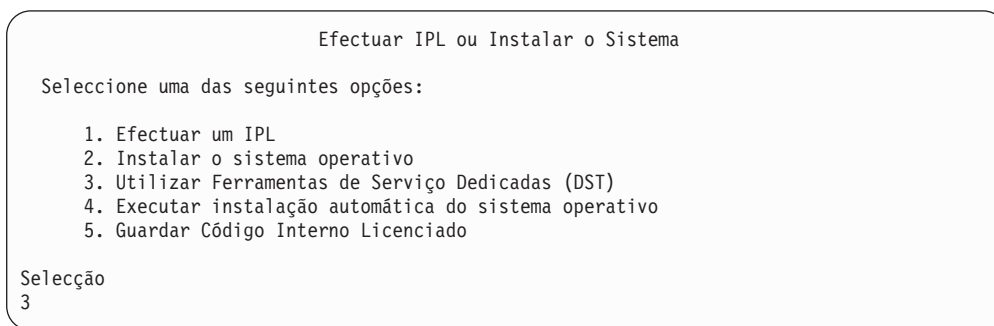 Efectuar IPL ou Instalar o Sistema
Seleccione uma das seguintes opções:
1. Efectuar um IPL
2. Instalar o sistema operativo
3. Utilizar Ferramentas de Serviço Dedicadas (DST)
4. Executar instalação automática do sistema operativo
5. Guardar Código Interno Licenciado
Selecção
3